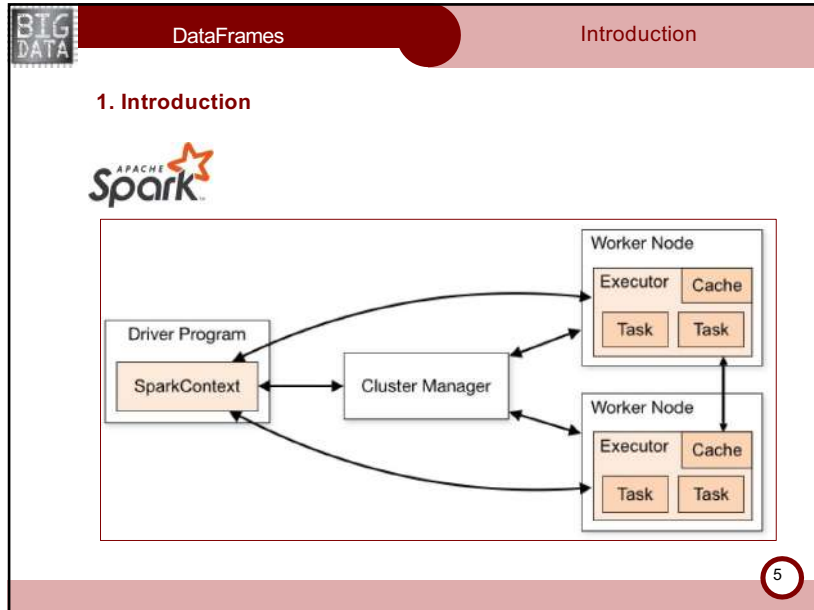 BIG
DATA
DataFrames
Introduction
1. Introduction
APACHE
Spark
Driver Program
SparkContext
Cluster Manager
Worker Node
Executor
Cache
Task
Task
Worker Node
Executor
Cache
Task
Task
5